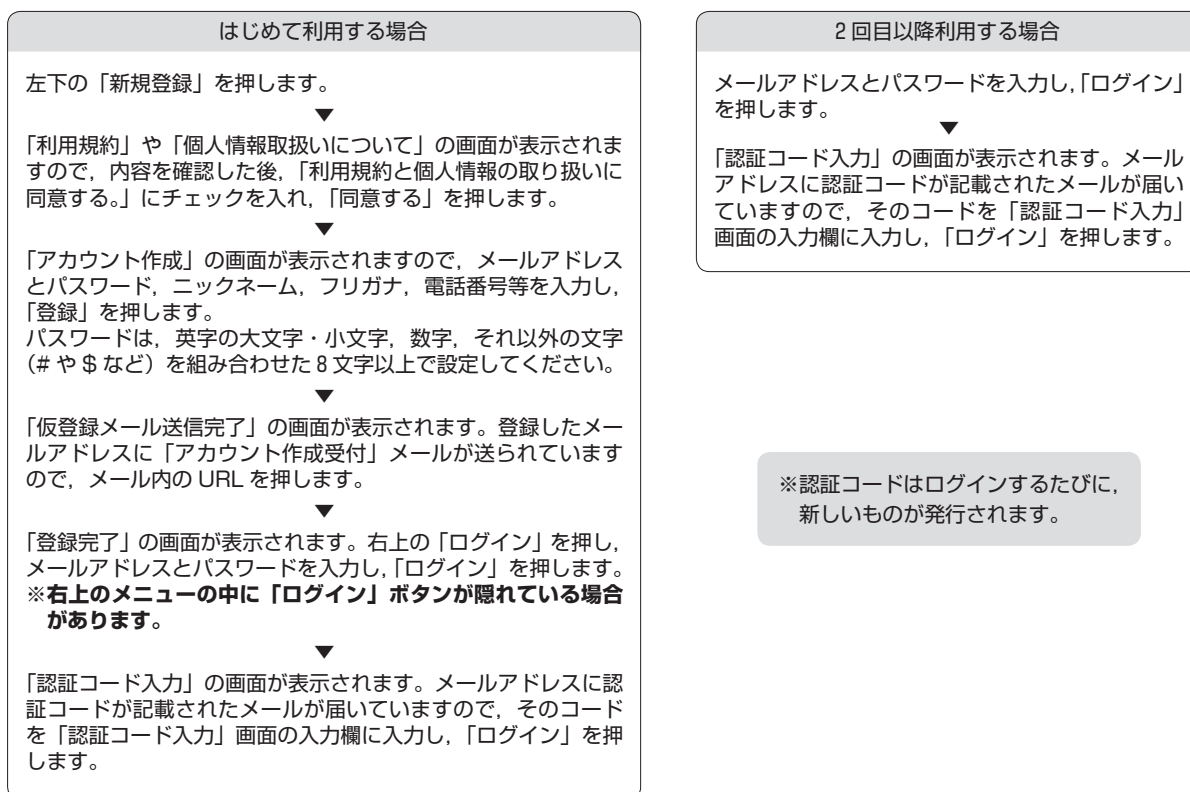 はじめて利用する場合
左下の「新規登録」を押します。
▼
「利用規約」や「個人情報取扱いについて」の画面が表示されま
すので，内容を確認した後，「利用規約と個人情報の取り扱いに
同意する。」にチェックを入れ，「同意する」を押します。
▼
「アカウント作成」の画面が表示されますので，メールアドレス
とパスワード，ニックネーム，フリガナ，電話番号等を入力し，
「登録」を押します。
パスワードは，英字の大文字・小文字，数字，それ以外の文字
（# や $ など）を組み合わせた 8 文字以上で設定してください。
▼
「仮登録メール送信完了」の画面が表示されます。登録したメー
ルアドレスに「アカウント作成受付」メールが送られています
ので，メール内の URL を押します。
▼
「登録完了」の画面が表示されます。右上の「ログイン」を押し，
メールアドレスとパスワードを入力し，「ログイン」を押します。
※右上のメニューの中に「ログイン」ボタンが隠れている場合
があります。
▼
「認証コード入力」の画面が表示されます。メールアドレスに認
証コードが記載されたメールが届いていますので，そのコード
を「認証コード入力」画面の入力欄に入力し，「ログイン」を押
します。
2 回目以降利用する場合
メールアドレスとパスワードを入力し，「ログイン」
を押します。
▼
「認証コード入力」の画面が表示されます。メール
アドレスに認証コードが記載されたメールが届い
ていますので，そのコードを「認証コード入力」
画面の入力欄に入力し，「ログイン」を押します。
※認証コードはログインするたびに，
新しいものが発行されます。